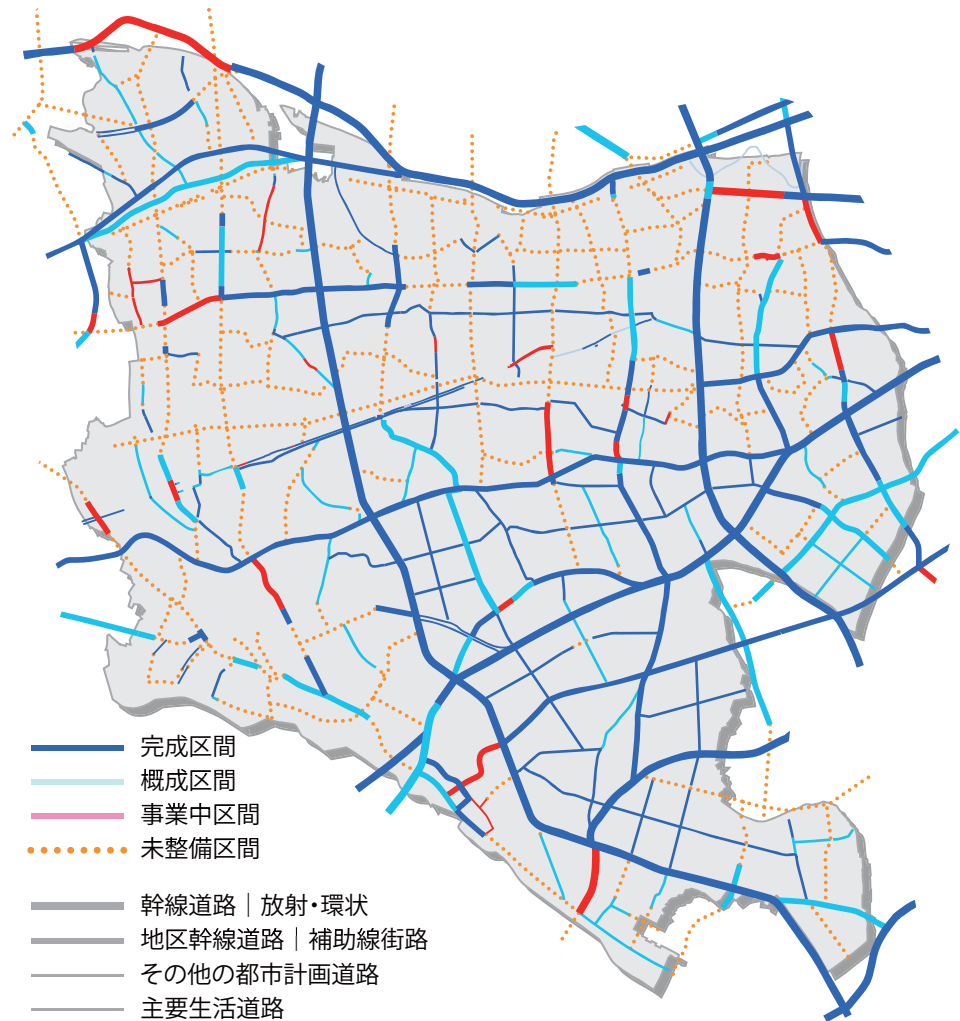 完成区間
概成区間
事業中区間
未整備区間
幹線道路｜放射･環状
地区幹線道路｜補助線街路
その他の都市計画道路
主要生活道路